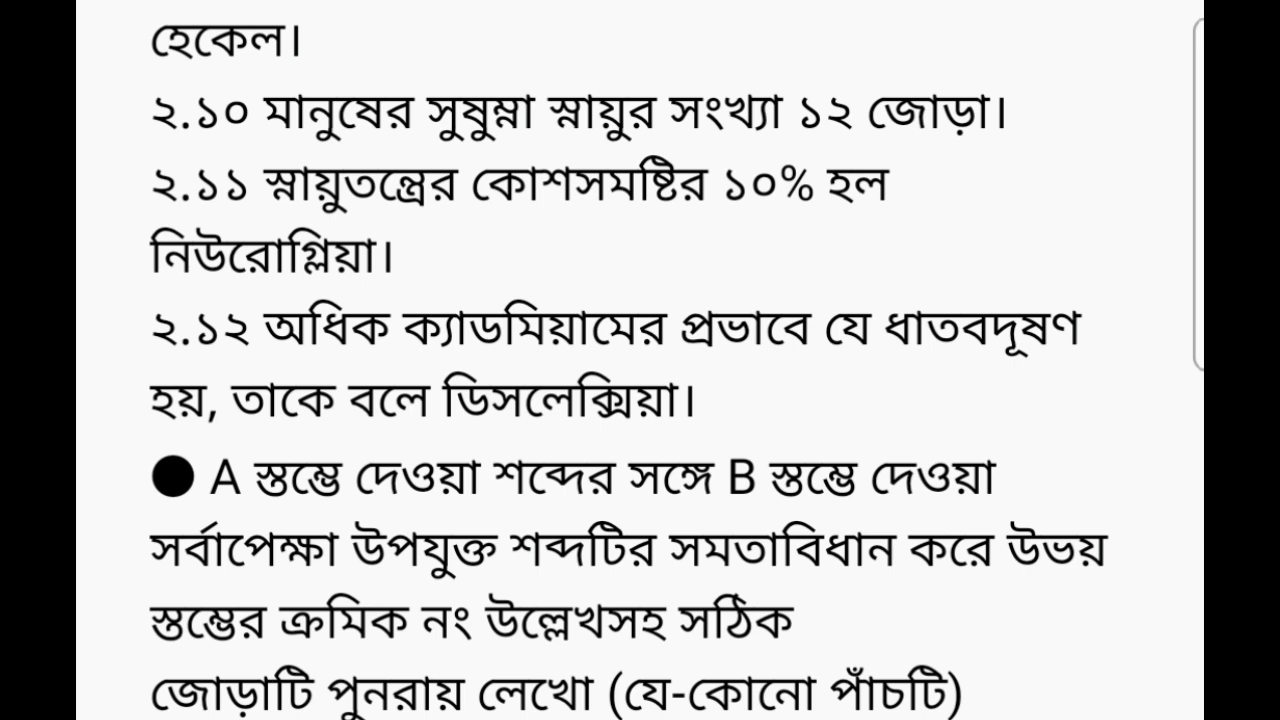 হেকেল।
২.১০ মানুষের সুষুম্না স্নায়ুর সংখ্যা ১২ জোড়া।
২.১১ স্নায়ুতন্ত্রের কোশসমষ্টির ১০% হল
নিউরোগ্লিয়া।
২.১২ অধিক ক্যাডমিয়ামের প্রভাবে যে ধাতবদূষণ
হয়, তাকে বলে ডিসলেক্সিয়া।
● A স্তম্ভে দেওয়া শব্দের সঙ্গে B স্তম্ভে দেওয়া
সর্বাপেক্ষা উপযুক্ত শব্দটির সমতাবিধান করে উভয়
স্তম্ভের ক্রমিক নং উল্লেখসহ সঠিক
জোড়াটি পুনরায় লেখো (যে-কোনো পাঁচটি)